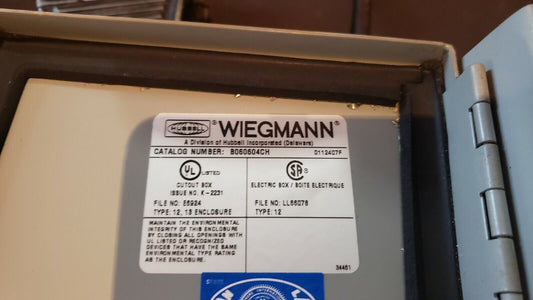 HUBBELL ® WIEGMANN®
A Division of Hubbell Incorporated (Delaware)
CATALOG NUMBER: B060604CH 0112407F
UL LISTED
CUTOUT BOX
ISSUE NO. K-2231
FILE NO: E6924
TYPE: 12, 13 ENCLOSURE
SA ®
ELECTRIC BOX / BOITE ELECTRIQUE
FILE NO: LL66078
TYPE: 12
MAINTAIN THE ENVIRONMENTAL
INTEGRITY OF THIS ENCLOSURE
BY CLOSING ALL OPENINGS WITH
UL LISTED OR RECOGNIZED
DEVICES THAT HAVE THE SAME
ENVIRONMENTAL TYPE RATING
AS THE ENCLOSURE.
34461